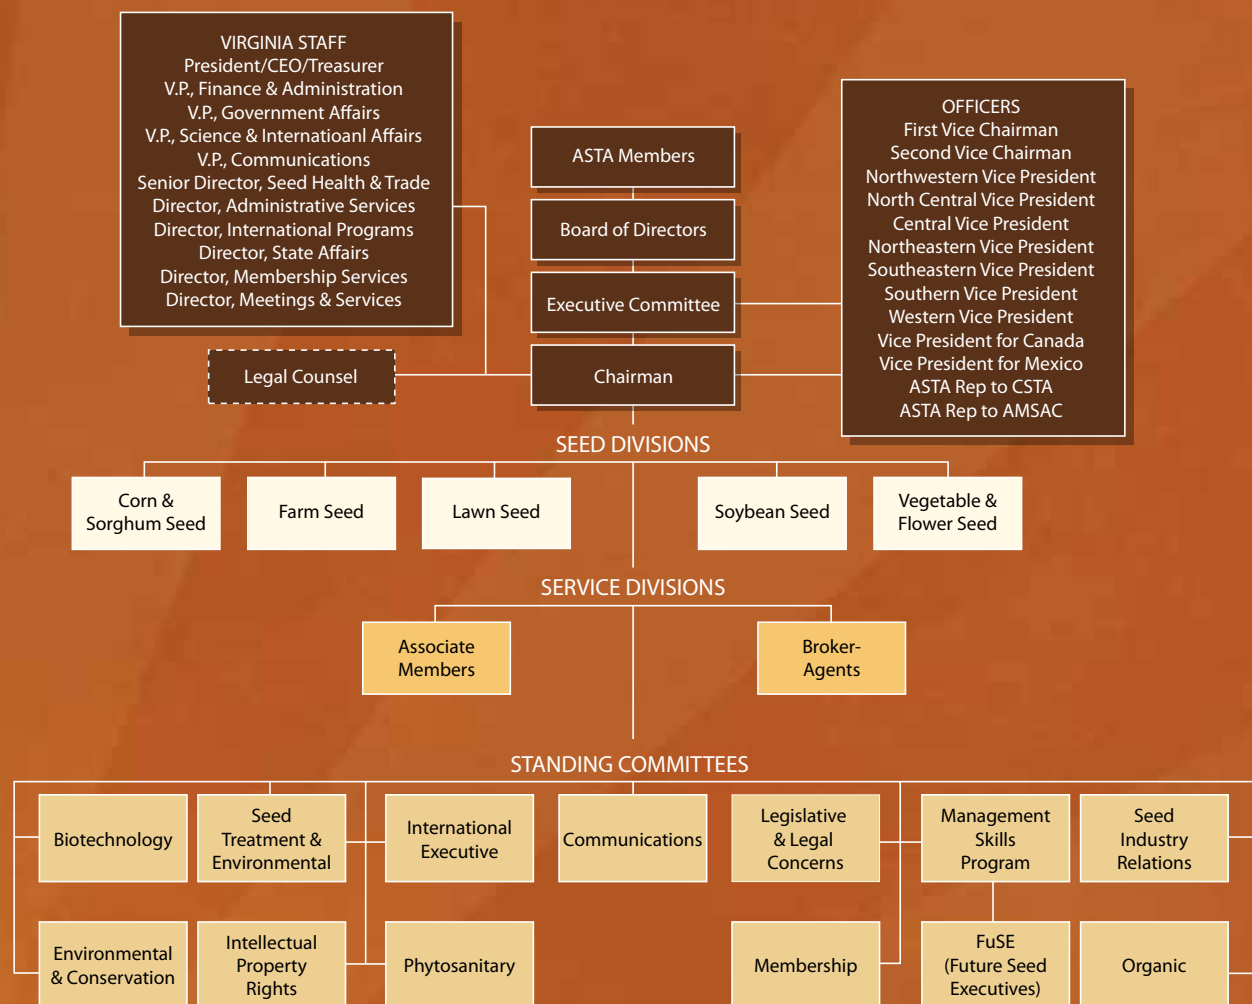 VIRGINIA STAFF
President/CEO/Treasurer
V.P., Finance & Administration
V.P., Government Affairs
V.P., Science & Internatioanl Affairs
V.P., Communications
Senior Director, Seed Health & Trade
Director, Administrative Services
Director, International Programs
Director, State Affairs
Director, Membership Services
Director, Meetings & Services
Legal Counsel
ASTA Members
Board of Directors
Executive Committee
Chairman
OFFICERS
First Vice Chairman
Second Vice Chairman
Northwestern Vice President
North Central Vice President
Central Vice President
Northeastern Vice President
Southeastern Vice President
Southern Vice President
Western Vice President
Vice President for Canada
Vice President for Mexico
ASTA Rep to CSTA
ASTA Rep to AMSAC
SEED DIVISIONS
Corn &
Sorghum Seed
Farm Seed
Lawn Seed
Soybean Seed
Vegetable &
Flower Seed
SERVICE DIVISIONS
Associate
Members
Broker-
Agents
STANDING COMMITTEES
Biotechnology
Seed
Treatment &
Environmental
International
Executive
Communications
Legislative
& Legal
Concerns
Management
Skills
Program
Seed
Industry
Relations
Environmental
& Conservation
Intellectual
Property
Rights
Phytosanitary
Membership
FuSE
(Future Seed
Executives)
Organic